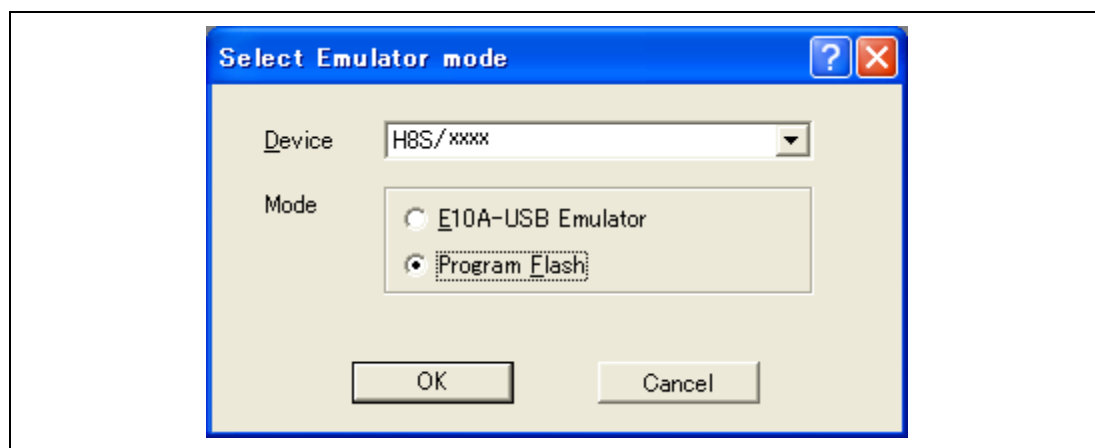 Select Emulator mode
Device H8S/xxxx
Mode
E10A-USB Emulator
Program Flash
OK Cancel